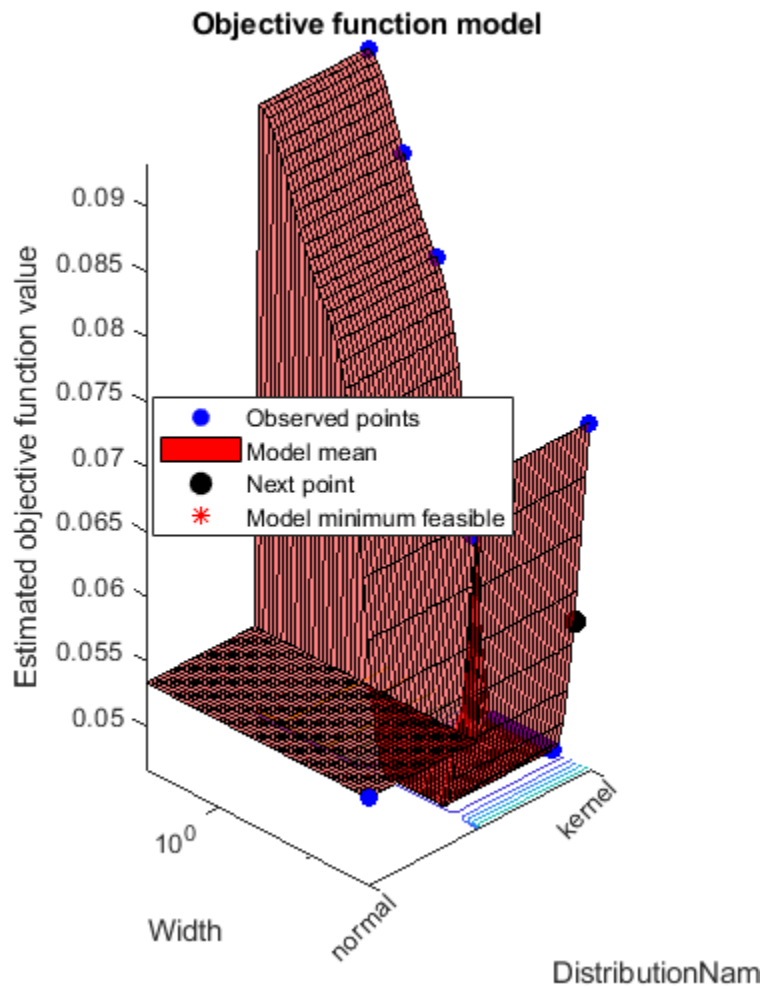 Objective function model
Estimated objective function value
0.09
0.085
0.08
0.075
0.07
0.065
0.06
0.055
0.05
Observed points
Model mean
Next point
Model minimum feasible
10^0
Width
normal
kernel
DistributionNam